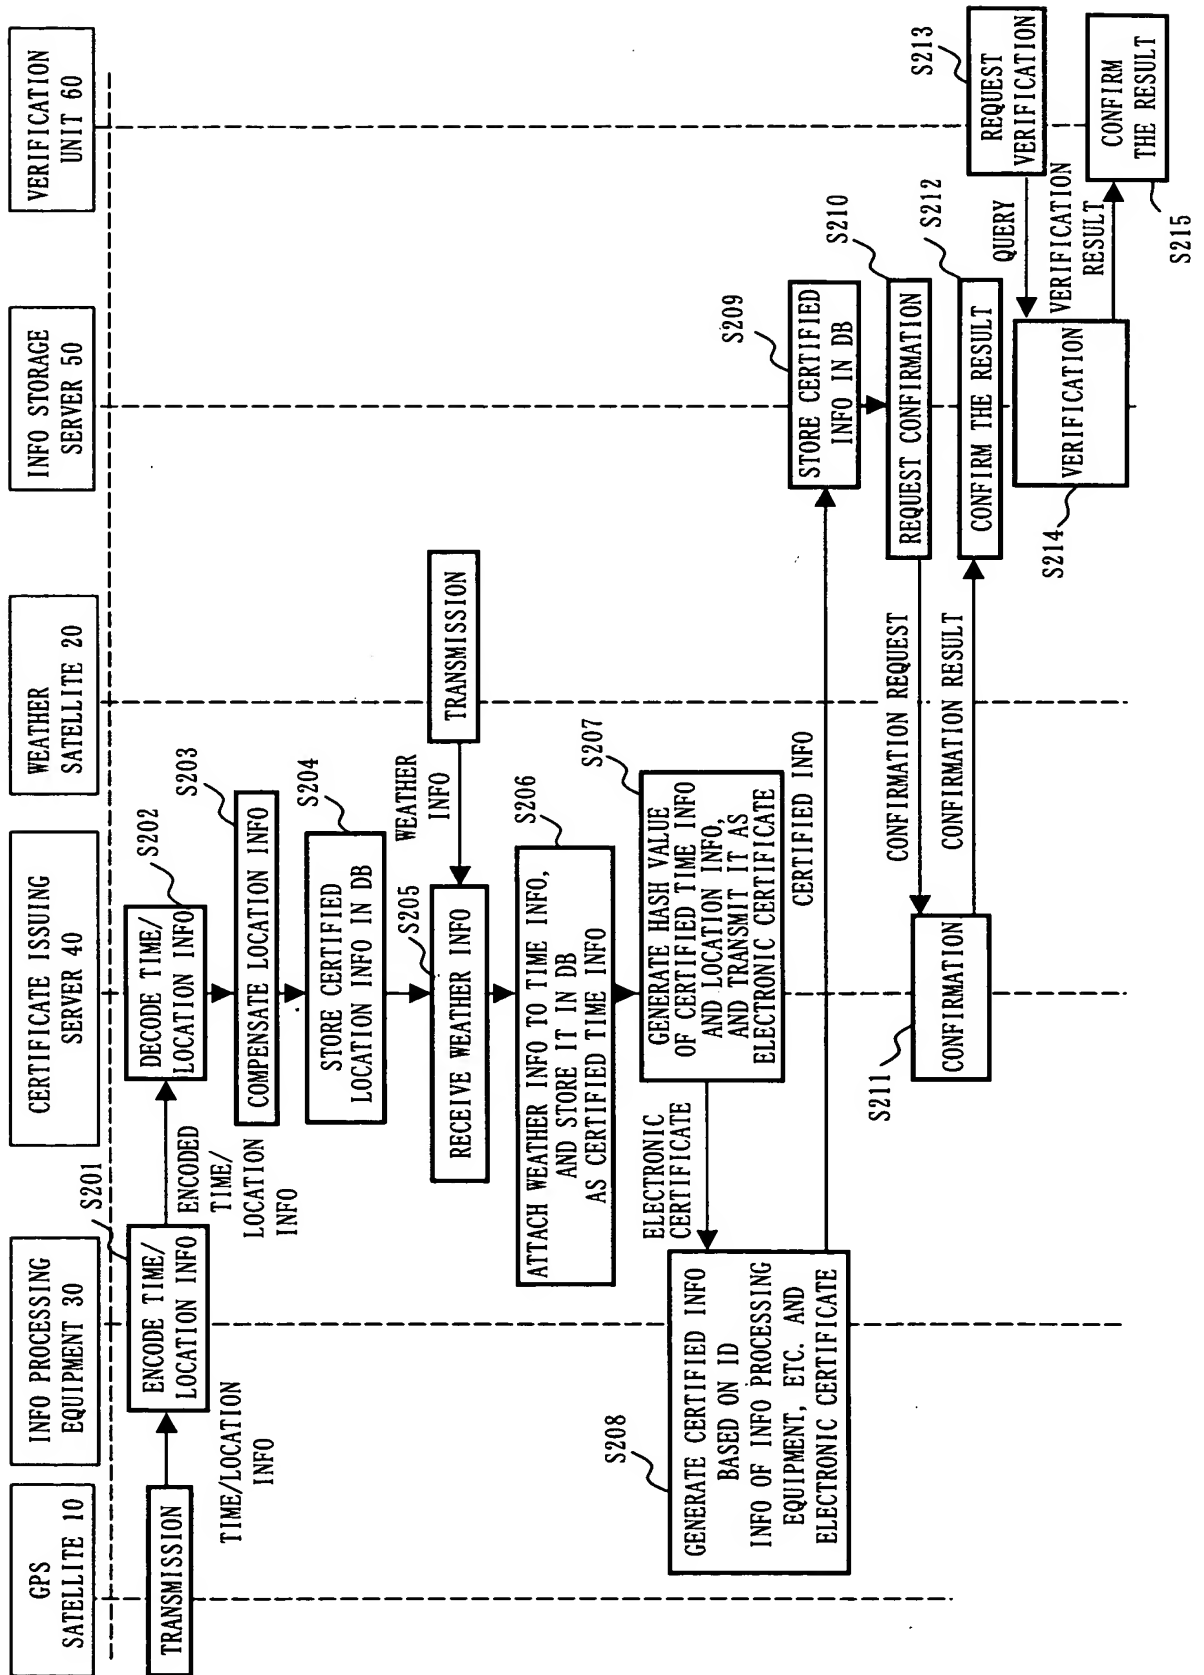 GPS
SATELLITE 10
INFO PROCESSING
EQUIPMENT 30
CERTIFICATE ISSUING
SERVER 40
WEATHER
SATELLITE 20
INFO STORAGE
SERVER 50
VERIFICATION
UNIT 60
TRANSMISSION
TIME/LOCATION
INFO
S201
ENCODE TIME/
LOCATION INFO
ENCODED
TIME/
LOCATION
INFO
S202
DECODE TIME/
LOCATION INFO
S203
COMPENSATE LOCATION INFO
S204
STORE CERTIFIED
LOCATION INFO IN DB
TRANSMISSION
WEATHER
INFO
S205
RECEIVE WEATHER INFO
S206
ATTACH WEATHER INFO TO TIME INFO,
AND STORE IT IN DB
AS CERTIFIED TIME INFO
S207
GENERATE HASH VALUE
OF CERTIFIED TIME INFO
AND LOCATION INFO,
AND TRANSMIT IT AS
ELECTRONIC CERTIFICATE
ELECTRONIC
CERTIFICATE
S208
GENERATE CERTIFIED INFO
BASED ON ID
INFO OF INFO PROCESSING
EQUIPMENT, ETC. AND
ELECTRONIC CERTIFICATE
CERTIFIED INFO
S209
STORE CERTIFIED
INFO IN DB
S210
REQUEST CONFIRMATION
CONFIRMATION REQUEST
S211
CONFIRMATION
CONFIRMATION RESULT
S212
CONFIRM THE RESULT
S213
REQUEST
VERIFICATION
QUERY
S214
VERIFICATION
VERIFICATION
RESULT
S215
CONFIRM
THE RESULT